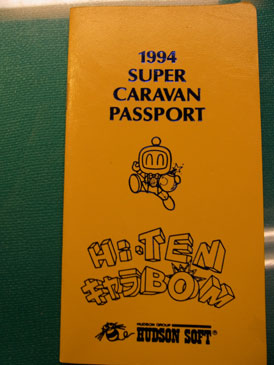 1994
SUPER
CARAVAN
PASSPORT
Hi-TEN
キャラBOM
HUDSON GROUP
HUDSON SOFT®